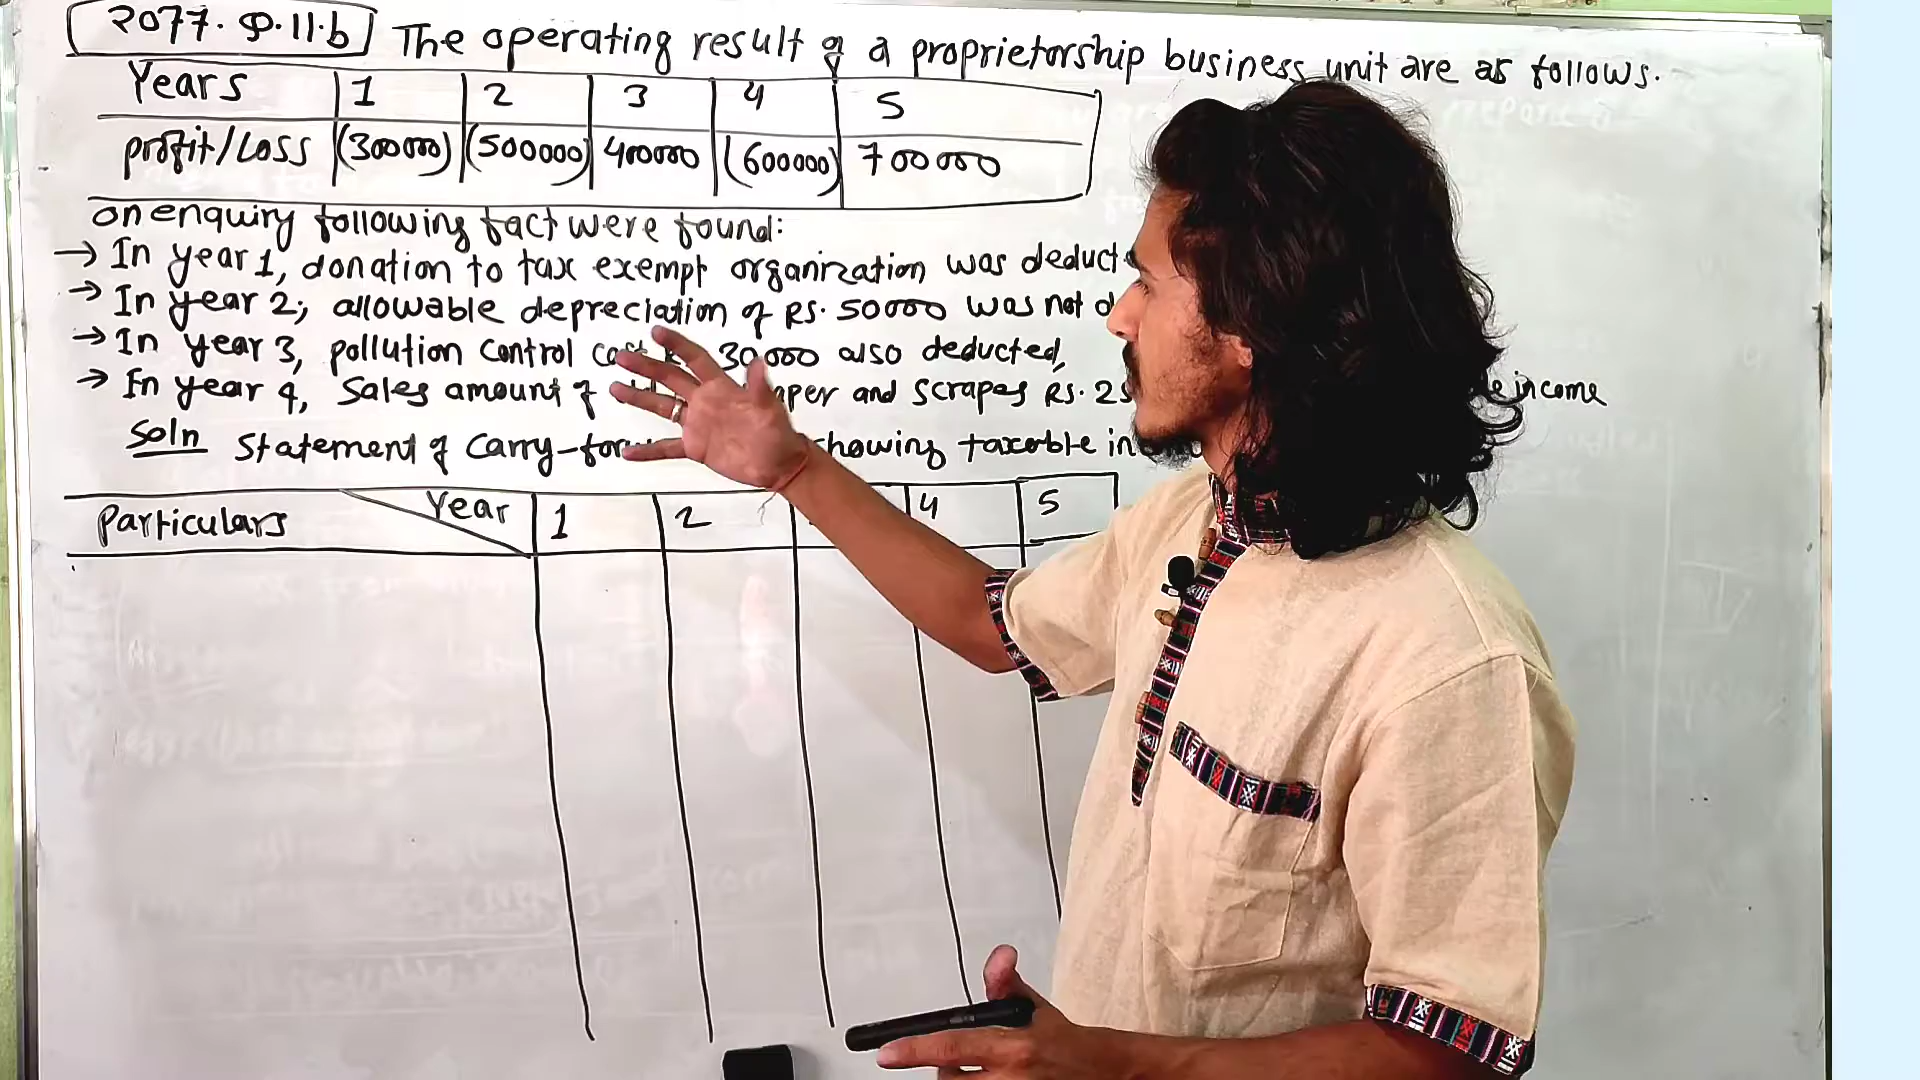 २०77. Q.11.b The operating result of a proprietorship business unit are as follows.
Years 1 2 3 4 5
profit/Loss (300000) (500000) 400000 (600000) 700000
on enquiry following fact were found:
→ In year 1, donation to tax exempt organization was deduct
→ In year 2; allowable depreciation of Rs. 50000 was not d
→ In year 3, pollution control cost 30000 also deducted,
→ In year 4, Sales amount of and scrapes Rs. 25 income
Soln Statement of Carry-for howing taxable in
Particulars Year 1 2 4 5